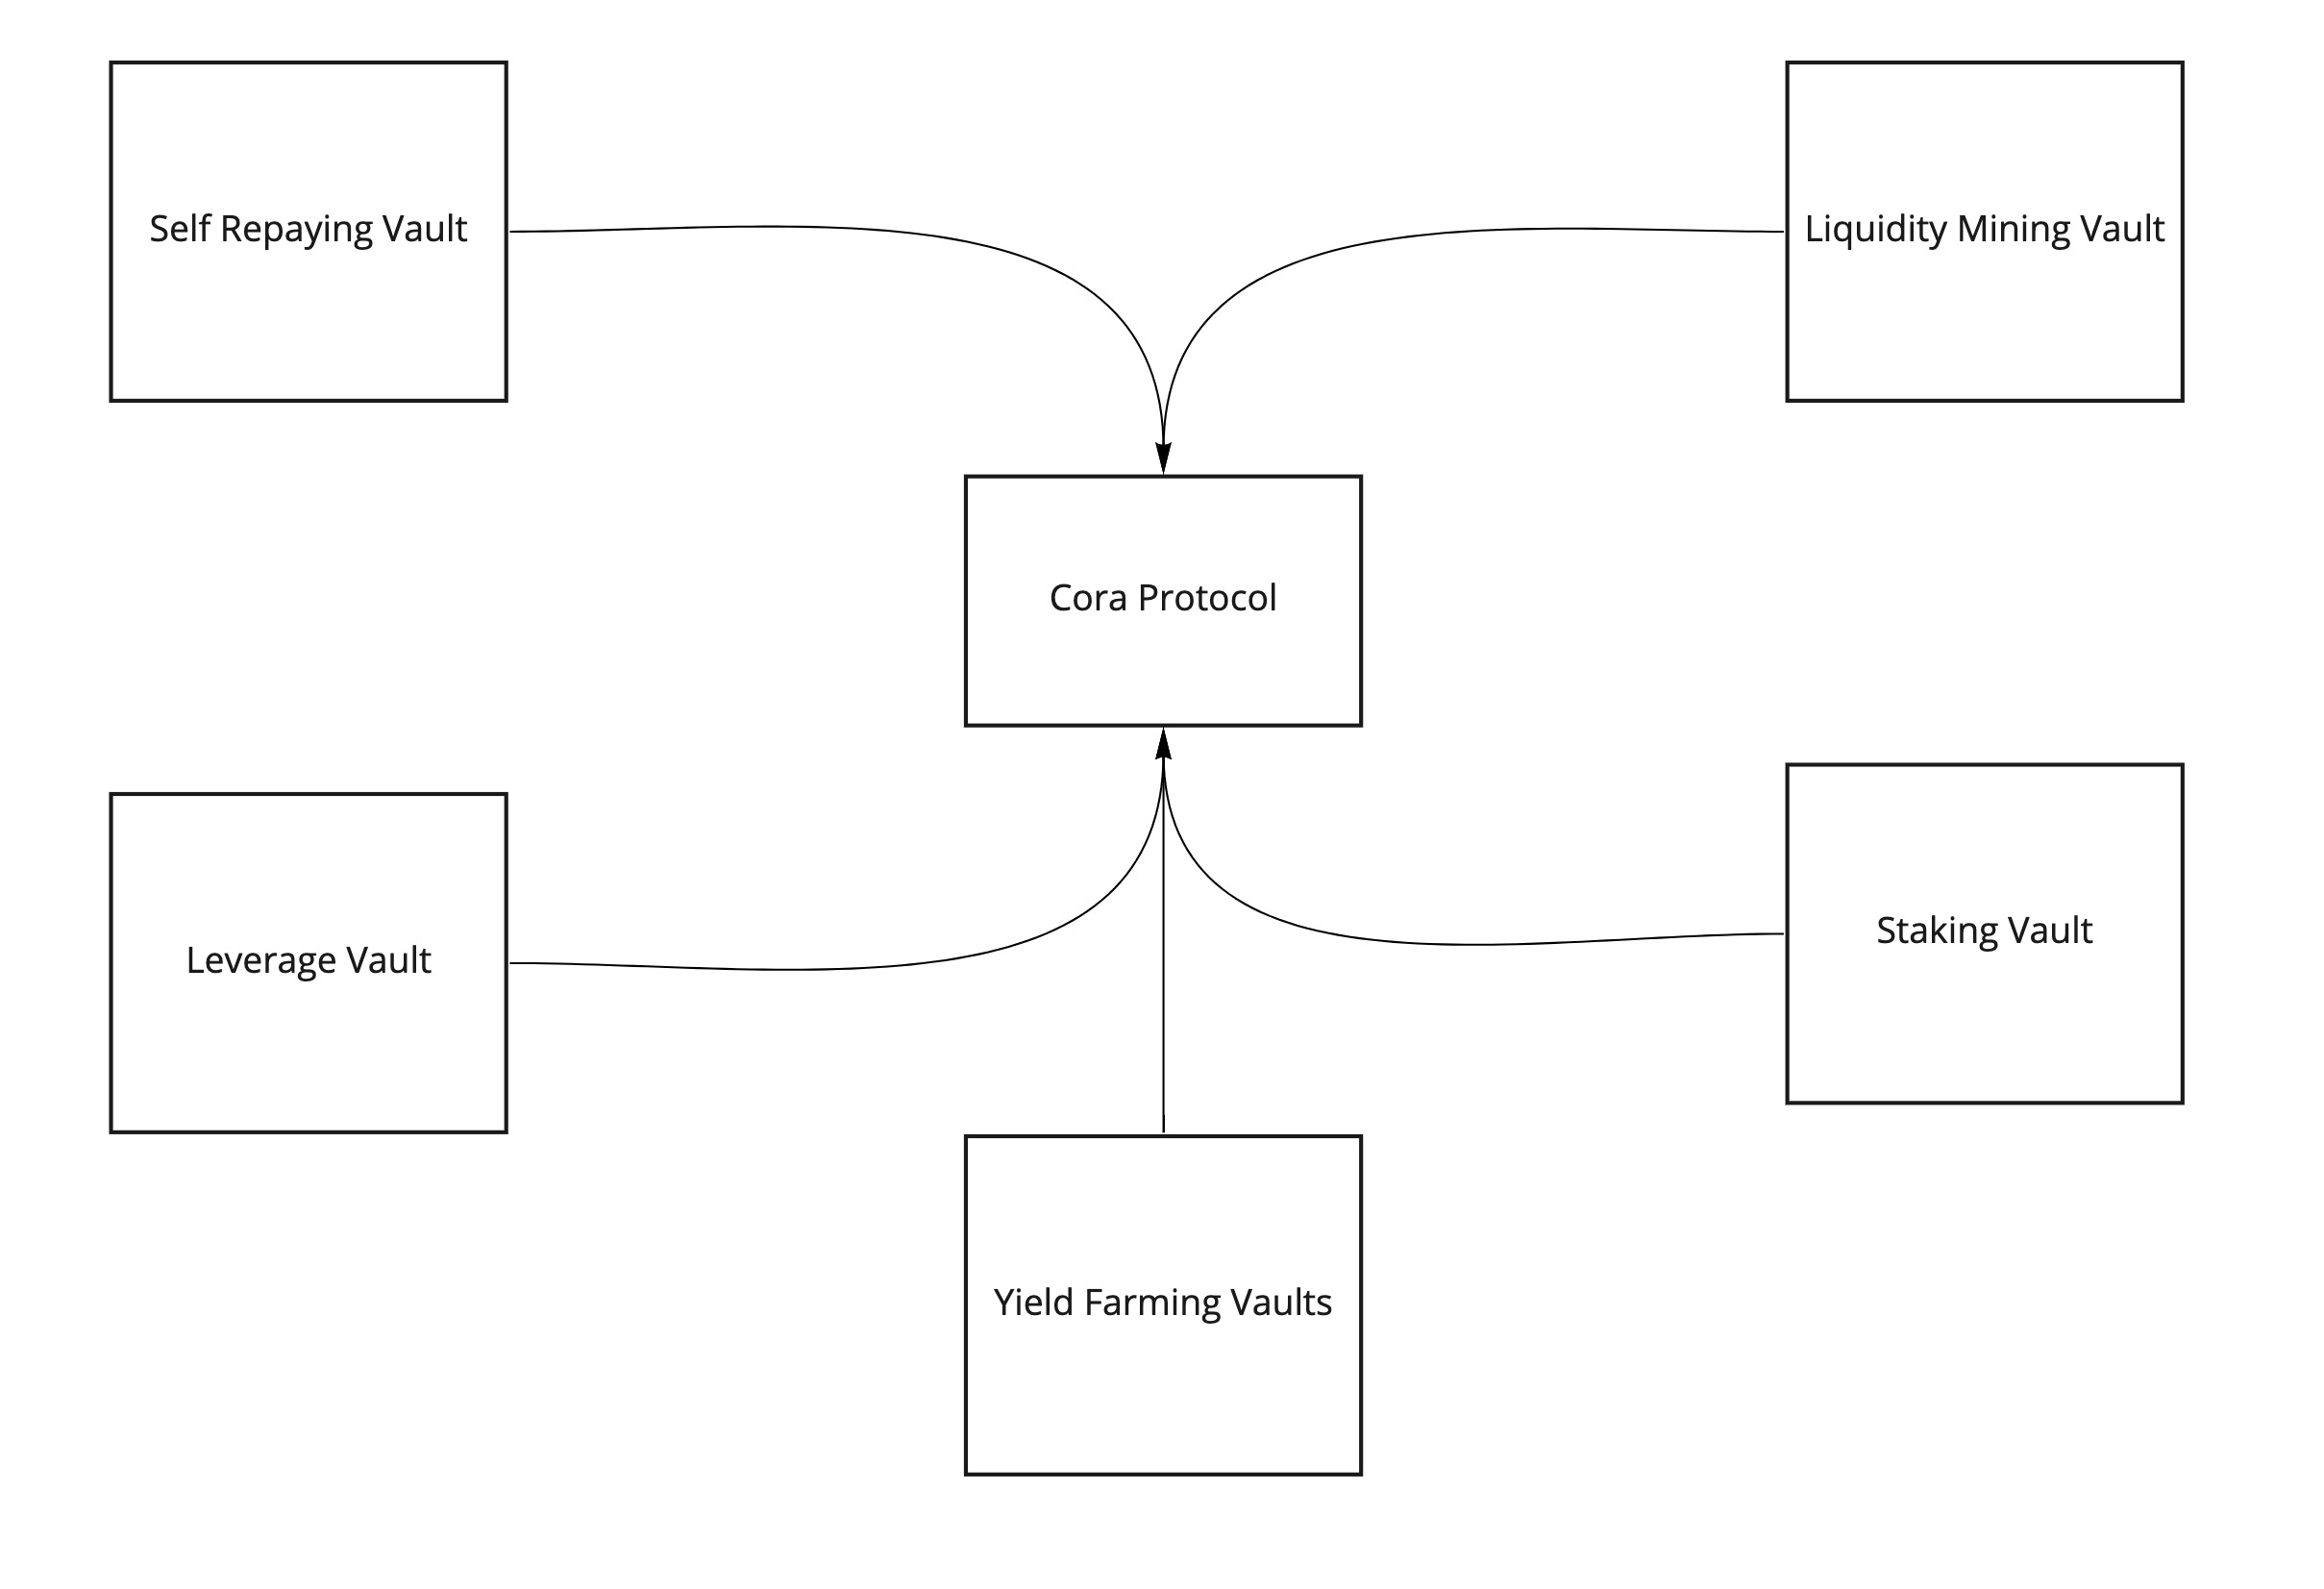 Self Repaying Vault
Liquidity Mining Vault
Cora Protocol
Leverage Vault
Staking Vault
Yield Farming Vaults